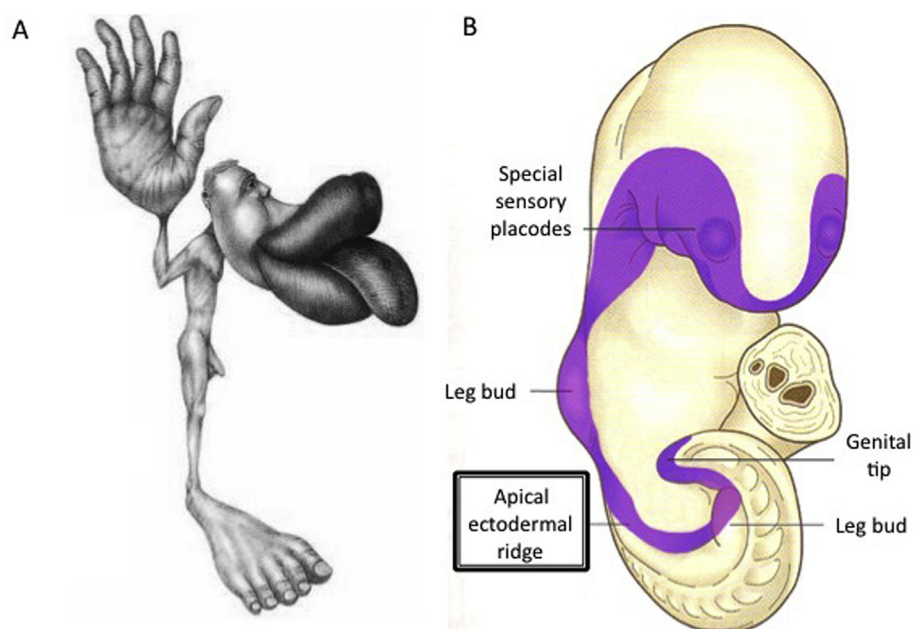 A
B
Special
sensory
placodes
Leg bud
Genital
tip
Apical
ectodermal
ridge
Leg bud